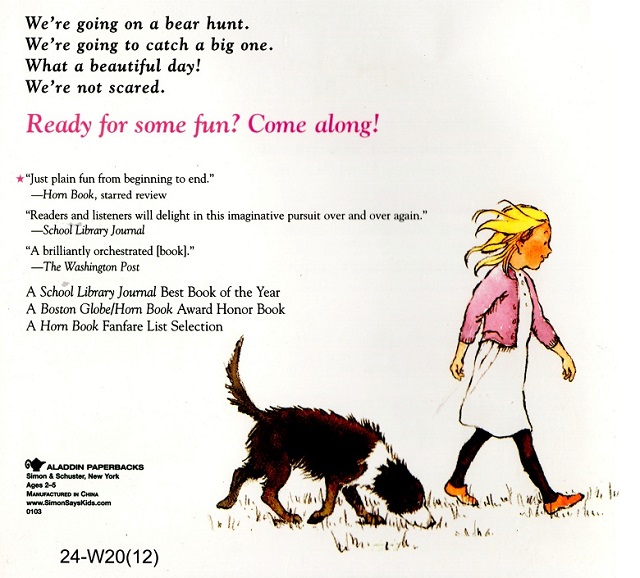 We're going on a bear hunt.
We're going to catch a big one.
What a beautiful day!
We're not scared.
Ready for some fun? Come along!
★“Just plain fun from beginning to end.”
—Horn Book, starred review
“Readers and listeners will delight in this imaginative pursuit over and over again.”
—School Library Journal
“A brilliantly orchestrated [book].”
—The Washington Post
A School Library Journal Best Book of the Year
A Boston Globe/Horn Book Award Honor Book
A Horn Book Fanfare List Selection
ALADDIN PAPERBACKS
Simon & Schuster, New York
Ages 2–5
MANUFACTURED IN CHINA
www.SimonSaysKids.com
0103
24-W20(12)